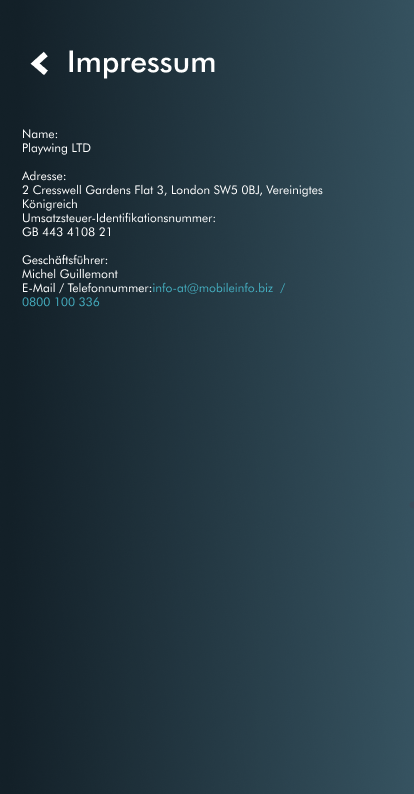 Impressum
Name:
Playwing LTD
Adresse:
2 Cresswell Gardens Flat 3, London SW5 0BJ, Vereinigtes
Königreich
Umsatzsteuer-Identifikationsnummer:
GB 443 4108 21
Geschäftsführer:
Michel Guillemont
E-Mail / Telefonnummer:info-at@mobileinfo.biz /
0800 100 336